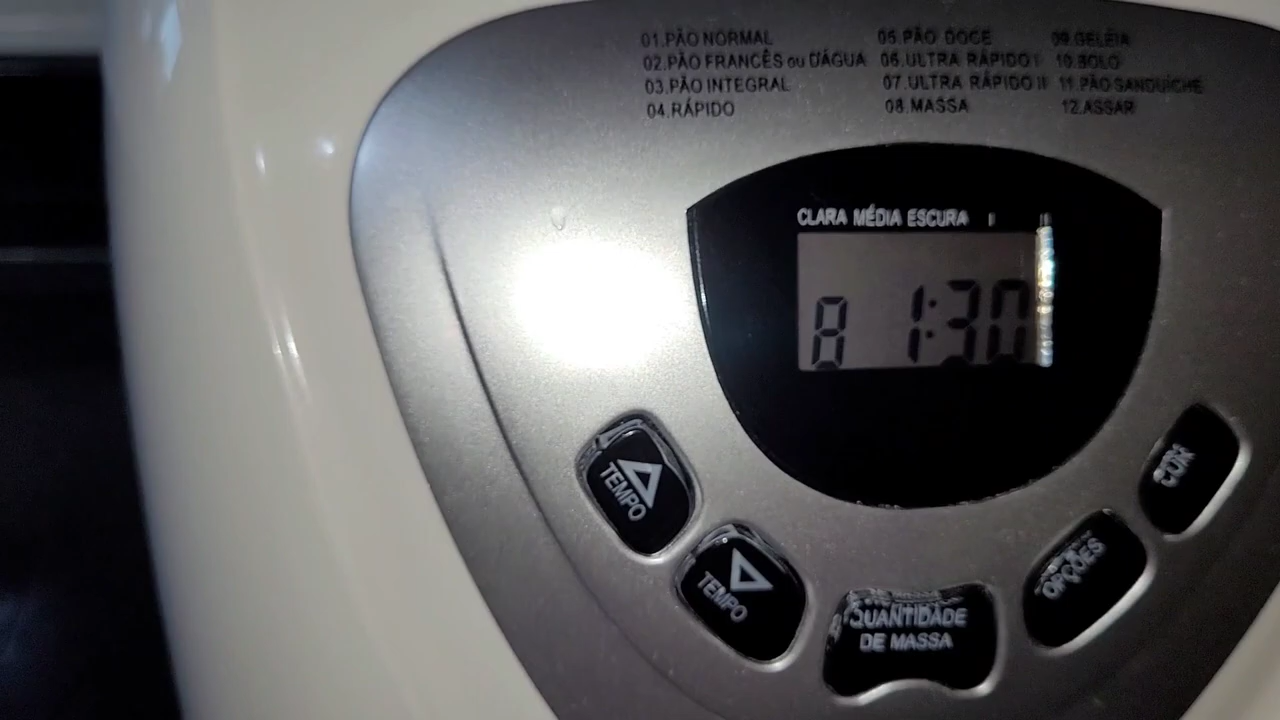 01.PÃO NORMAL
02.PÃO FRANCÊS ou D'ÁGUA
03.PÃO INTEGRAL
04.RÁPIDO
05.PÃO DOCE
06.ULTRA RÁPIDO I
07.ULTRA RÁPIDO II
08.MASSA
09.GELÉIA
10.BOLO
11.PÃO SANDUÍCHE
12.ASSAR
CLARA MÉDIA ESCURA I II
8 1:30
TEMPO
TEMPO
QUANTIDADE
DE MASSA
OPÇÕES
COR